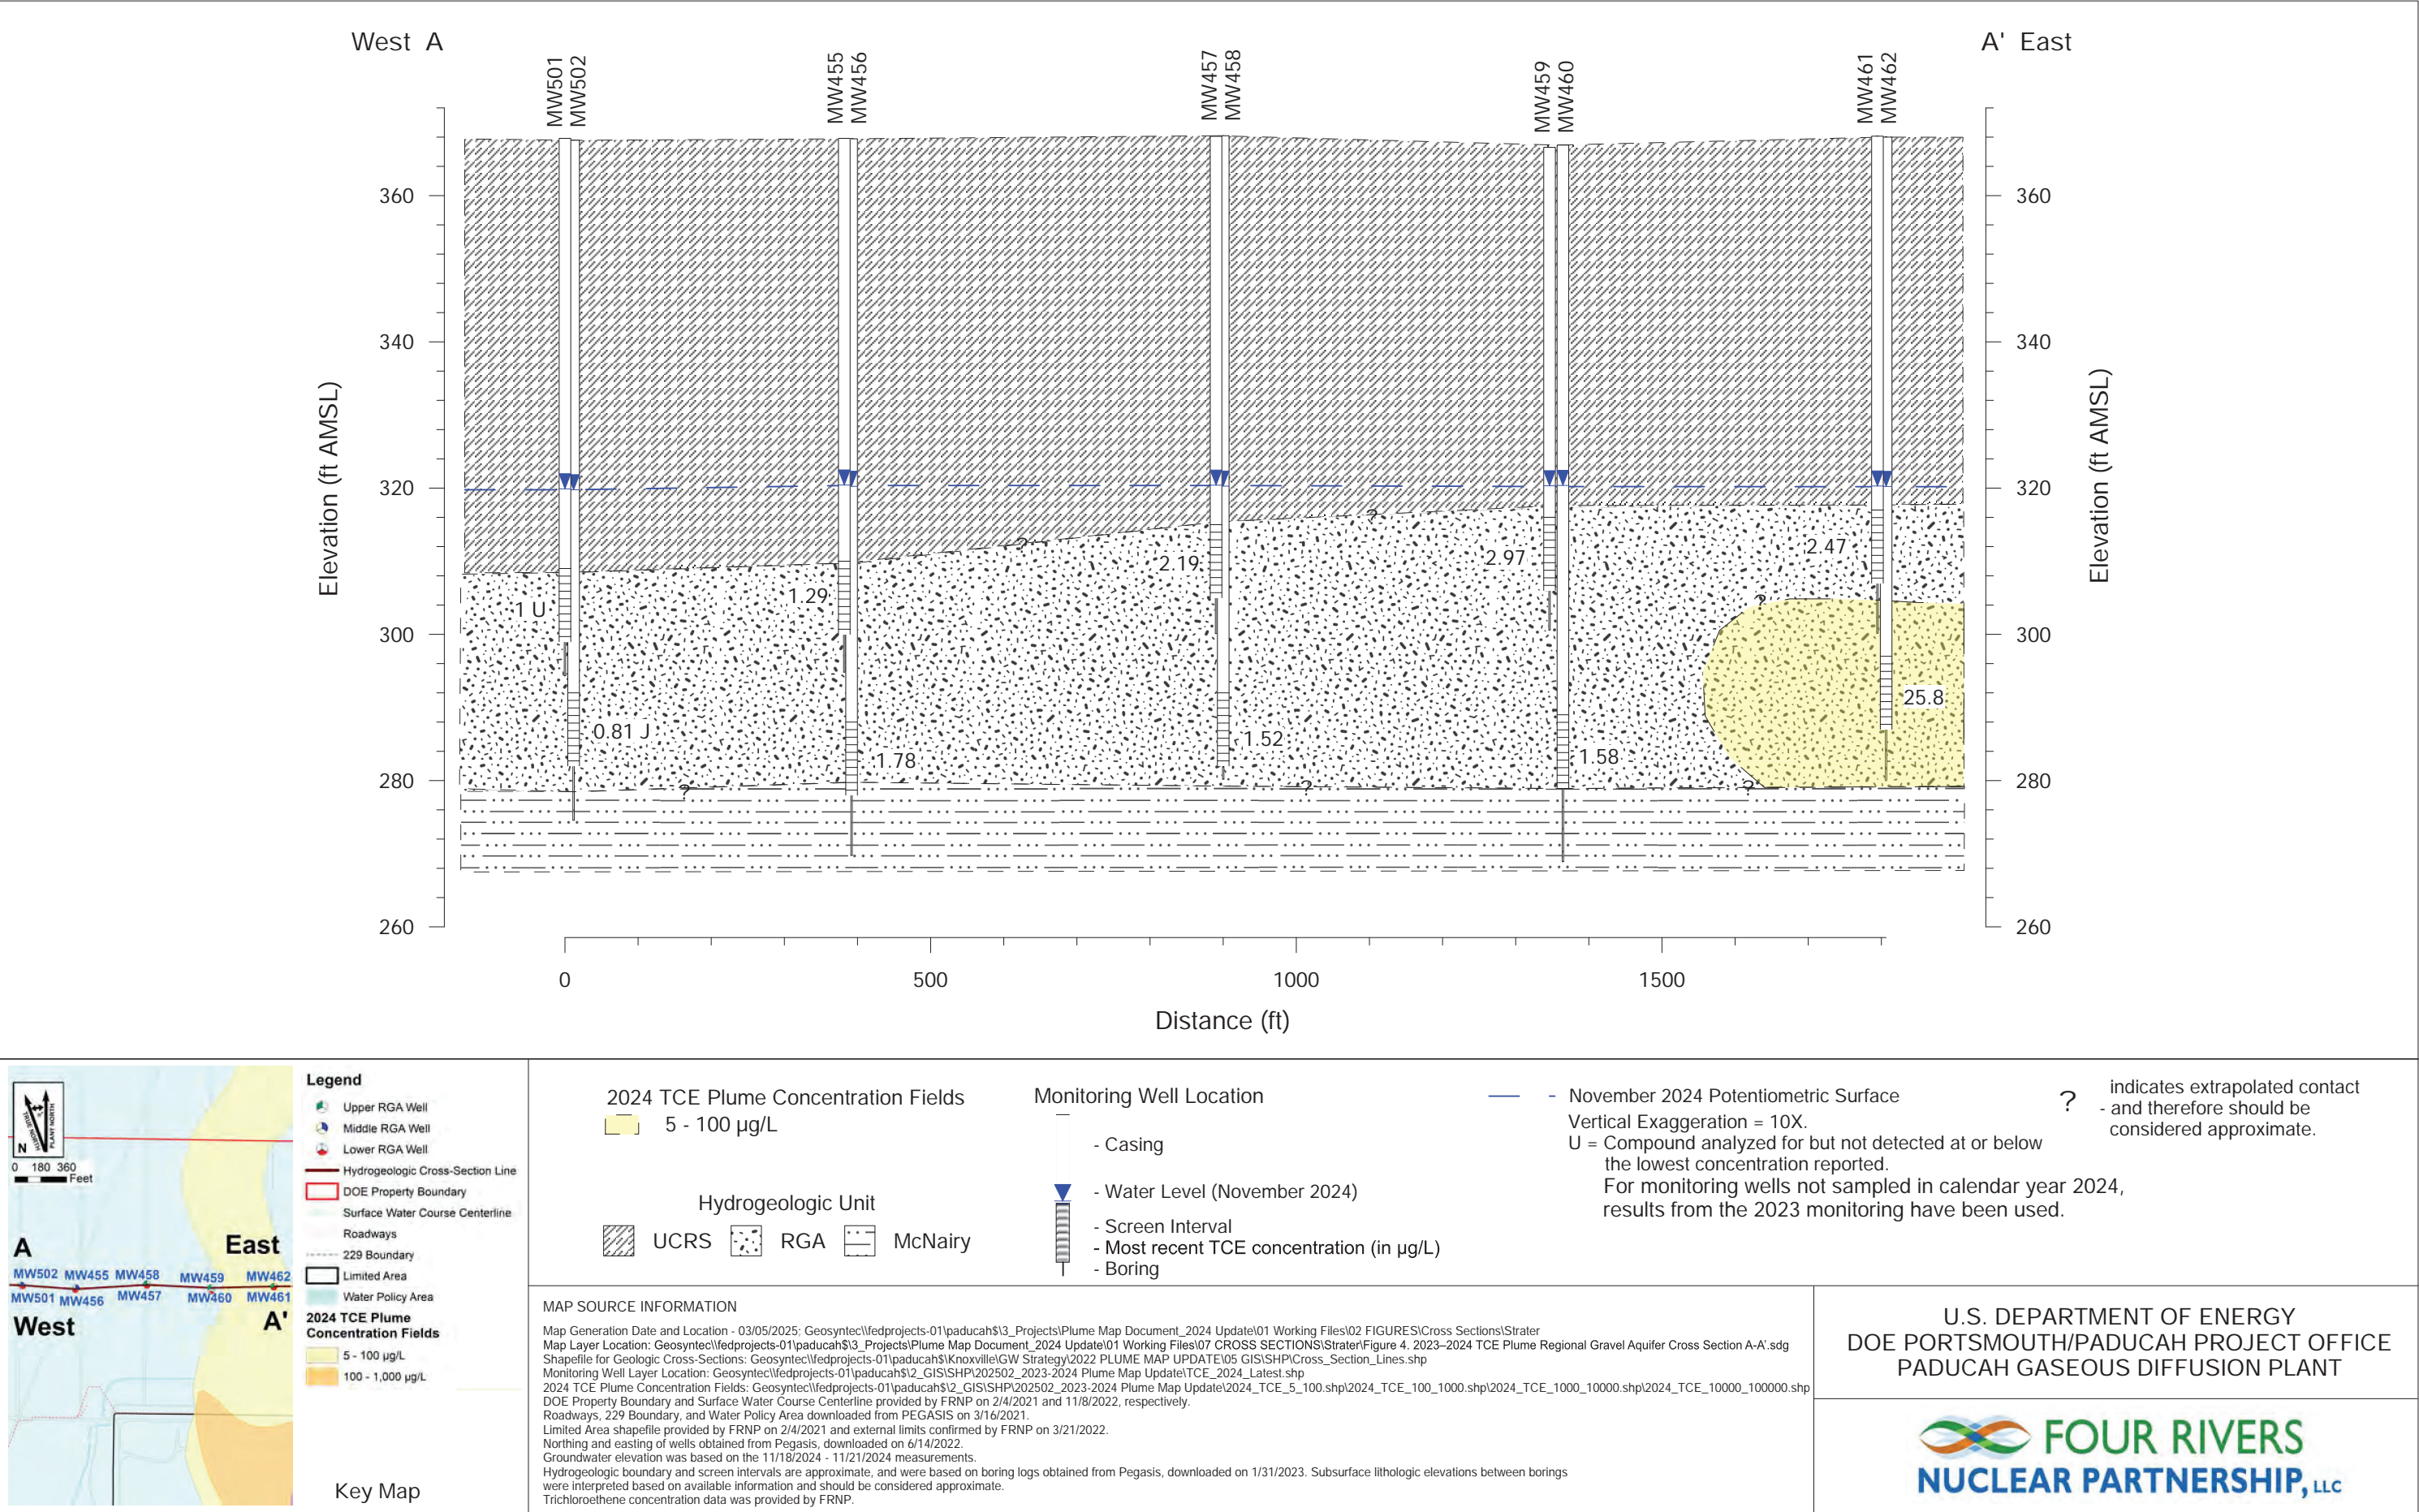 West A
A' East
MW501
MW502
MW455
MW456
MW457
MW458
MW459
MW460
MW461
MW462
360
340
320
300
280
260
Elevation (ft AMSL)
360
340
320
300
280
260
Elevation (ft AMSL)
?
?
?
?
?
?
1 U
0.81 J
1.29
1.78
2.19
1.52
2.97
1.58
2.47
25.8
0
500
1000
1500
Distance (ft)
TRUE NORTH
PLANT NORTH
N
0 180 360
Feet
A
East
MW502 MW455 MW458 MW459 MW462
MW501 MW456 MW457 MW460 MW461
West
A'
Legend
Upper RGA Well
Middle RGA Well
Lower RGA Well
Hydrogeologic Cross-Section Line
DOE Property Boundary
Surface Water Course Centerline
Roadways
229 Boundary
Limited Area
Water Policy Area
2024 TCE Plume
Concentration Fields
5 - 100 µg/L
100 - 1,000 µg/L
Key Map
2024 TCE Plume Concentration Fields
5 - 100 µg/L
Hydrogeologic Unit
UCRS RGA McNairy
Monitoring Well Location
- Casing
- Water Level (November 2024)
- Screen Interval
- Most recent TCE concentration (in µg/L)
- Boring
- November 2024 Potentiometric Surface
Vertical Exaggeration = 10X.
U = Compound analyzed for but not detected at or below
the lowest concentration reported.
For monitoring wells not sampled in calendar year 2024,
results from the 2023 monitoring have been used.
? indicates extrapolated contact
- and therefore should be
considered approximate.
MAP SOURCE INFORMATION
Map Generation Date and Location - 03/05/2025; Geosyntec\\fedprojects-01\paducah$\3_Projects\Plume Map Document_2024 Update\01 Working Files\02 FIGURES\Cross Sections\Strater
Map Layer Location: Geosyntec\\fedprojects-01\paducah$\3_Projects\Plume Map Document_2024 Update\01 Working Files\07 CROSS SECTIONS\Strater\Figure 4. 2023–2024 TCE Plume Regional Gravel Aquifer Cross Section A-A'.sdg
Shapefile for Geologic Cross-Sections: Geosyntec\\fedprojects-01\paducah$\Knoxville\GW Strategy\2022 PLUME MAP UPDATE\05 GIS\SHP\Cross_Section_Lines.shp
Monitoring Well Layer Location: Geosyntec\\fedprojects-01\paducah$\2_GIS\SHP\202502_2023-2024 Plume Map Update\TCE_2024_Latest.shp
2024 TCE Plume Concentration Fields: Geosyntec\\fedprojects-01\paducah$\2_GIS\SHP\202502_2023-2024 Plume Map Update\2024_TCE_5_100.shp\2024_TCE_100_1000.shp\2024_TCE_1000_10000.shp\2024_TCE_10000_100000.shp
DOE Property Boundary and Surface Water Course Centerline provided by FRNP on 2/4/2021 and 11/8/2022, respectively.
Roadways, 229 Boundary, and Water Policy Area downloaded from PEGASIS on 3/16/2021.
Limited Area shapefile provided by FRNP on 2/4/2021 and external limits confirmed by FRNP on 3/21/2022.
Northing and easting of wells obtained from Pegasis, downloaded on 6/14/2022.
Groundwater elevation was based on the 11/18/2024 - 11/21/2024 measurements.
Hydrogeologic boundary and screen intervals are approximate, and were based on boring logs obtained from Pegasis, downloaded on 1/31/2023. Subsurface lithologic elevations between borings
were interpreted based on available information and should be considered approximate.
Trichloroethene concentration data was provided by FRNP.
U.S. DEPARTMENT OF ENERGY
DOE PORTSMOUTH/PADUCAH PROJECT OFFICE
PADUCAH GASEOUS DIFFUSION PLANT
FOUR RIVERS
NUCLEAR PARTNERSHIP, LLC